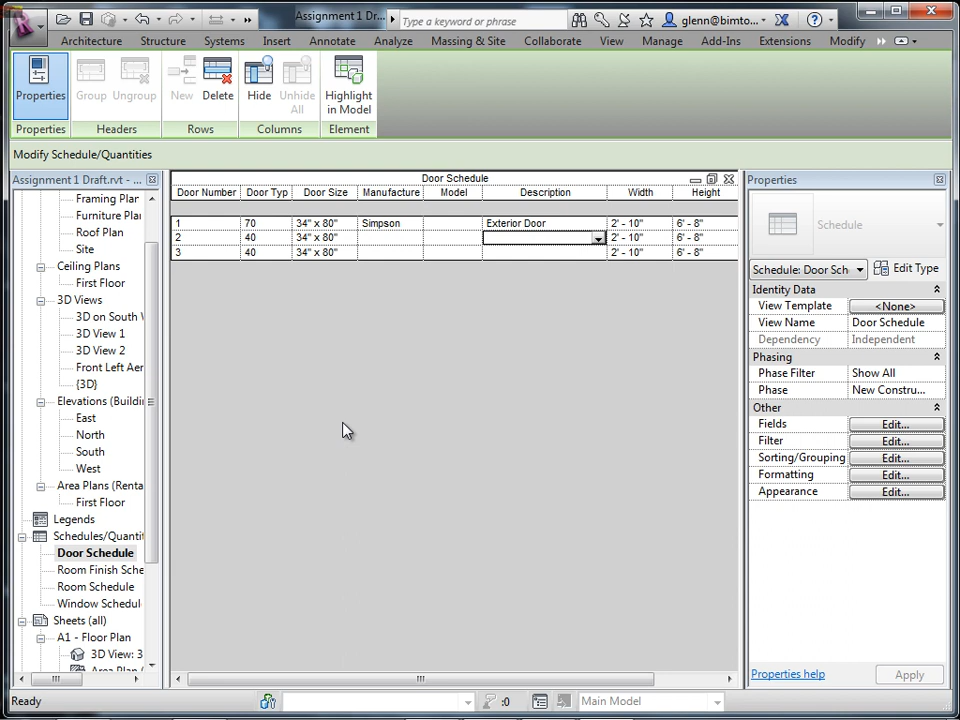 Assignment 1 Dr...
Type a keyword or phrase
glenn@bimto...
Architecture Structure Systems Insert Annotate Analyze Massing & Site Collaborate View Manage Add-Ins Extensions Modify
Properties Group Ungroup New Delete Hide Unhide All Highlight in Model
Properties Headers Rows Columns Element
Modify Schedule/Quantities
Assignment 1 Draft.rvt - ...
Framing Plan
Furniture Plan
Roof Plan
Site
Ceiling Plans
First Floor
3D Views
3D on South W
3D View 1
3D View 2
Front Left Aer
{3D}
Elevations (Buildin
East
North
South
West
Area Plans (Renta
First Floor
Legends
Schedules/Quantit
Door Schedule
Room Finish Sche
Room Schedule
Window Schedul
Sheets (all)
A1 - Floor Plan
3D View: 3
Door Schedule
Door Number Door Typ Door Size Manufacture Model Description Width Height
1 70 34" x 80" Simpson Exterior Door 2' - 10" 6' - 8"
2 40 34" x 80" 2' - 10" 6' - 8"
3 40 34" x 80" 2' - 10" 6' - 8"
Properties
Schedule
Schedule: Door Sch Edit Type
Identity Data
View Template <None>
View Name Door Schedule
Dependency Independent
Phasing
Phase Filter Show All
Phase New Constru...
Other
Fields Edit...
Filter Edit...
Sorting/Grouping Edit...
Formatting Edit...
Appearance Edit...
Properties help Apply
Ready :0 Main Model